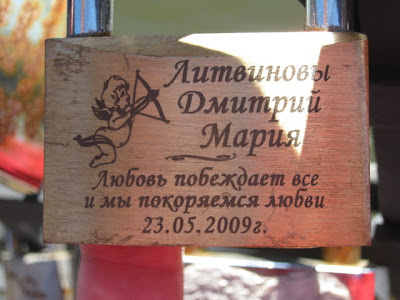 Литвиновы
Дмитрий
Мария
Любовь побеждает все
и мы покоряемся любви
23.05.2009г.